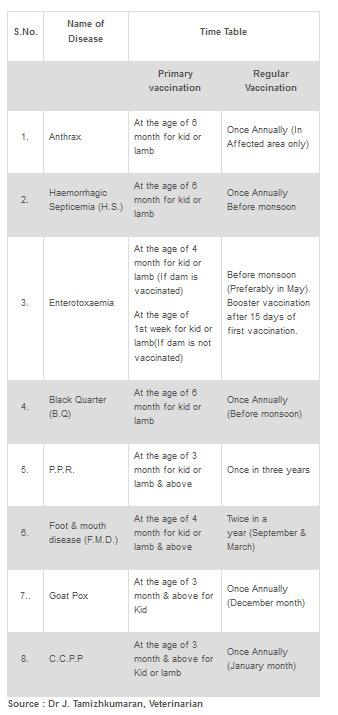 S.No.
Name of
Disease
Time Table
Primary
vaccination
Regular
Vaccination
1.
Anthrax
At the age of 6
month for kid or
lamb
Once Annually (In
Affected area only)
2.
Haemorrhagic
Septicemia (H.S.)
At the age of 6
month for kid or
lamb
Once Annually
Before monsoon
3.
Enterotoxaemia
At the age of 4
month for kid or
lamb (If dam is
vaccinated)
At the age of
1st week for kid or
lamb(If dam is not
vaccinated)
Before monsoon
(Preferably in May).
Booster vaccination
after 15 days of
first vaccination.
4.
Black Quarter
(B.Q)
At the age of 6
month for kid or
lamb
Once Annually
(Before monsoon)
5.
P.P.R.
At the age of 3
month for kid or
lamb & above
Once in three years
6.
Foot & mouth
disease (F.M.D.)
At the age of 4
month for kid or
lamb & above
Twice in a
year (September &
March)
7..
Goat Pox
At the age of 3
month & above for
Kid
Once Annually
(December month)
8.
C.C.P.P
At the age of 3
month & above for
Kid or lamb
Once Annually
(January month)
Source : Dr J. Tamizhkumaran, Veterinarian